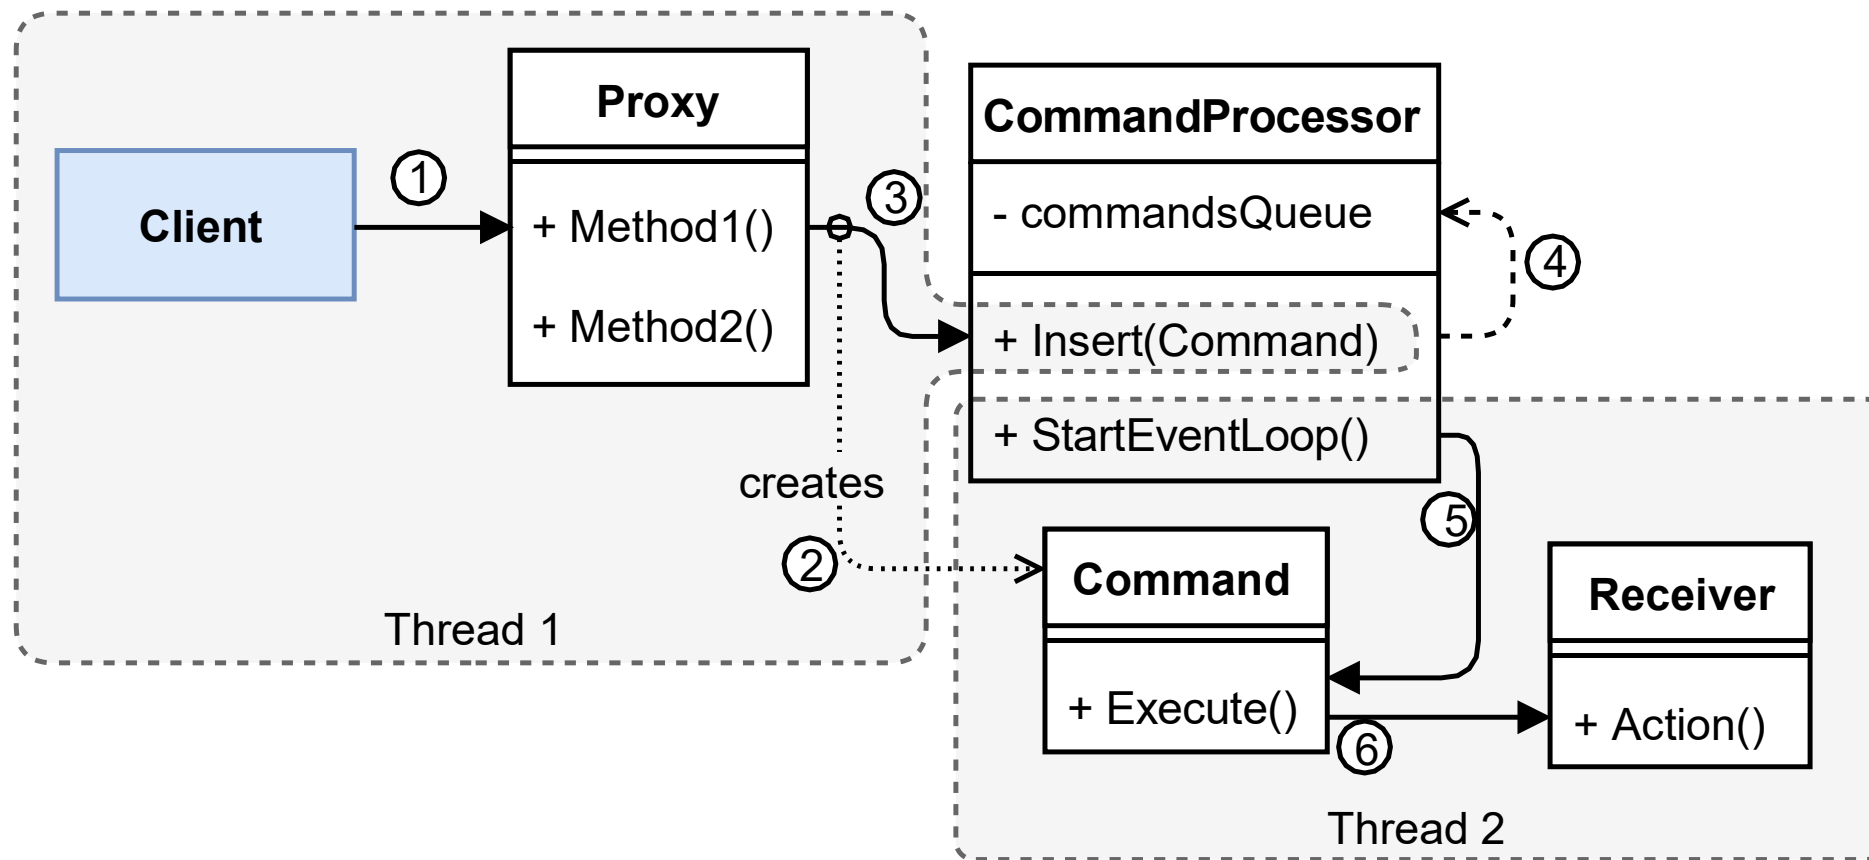 Client
1
Proxy
+ Method1()
+ Method2()
3
creates
2
Thread 1
CommandProcessor
- commandsQueue
+ Insert(Command)
+ StartEventLoop()
4
5
Command
+ Execute()
6
Receiver
+ Action()
Thread 2